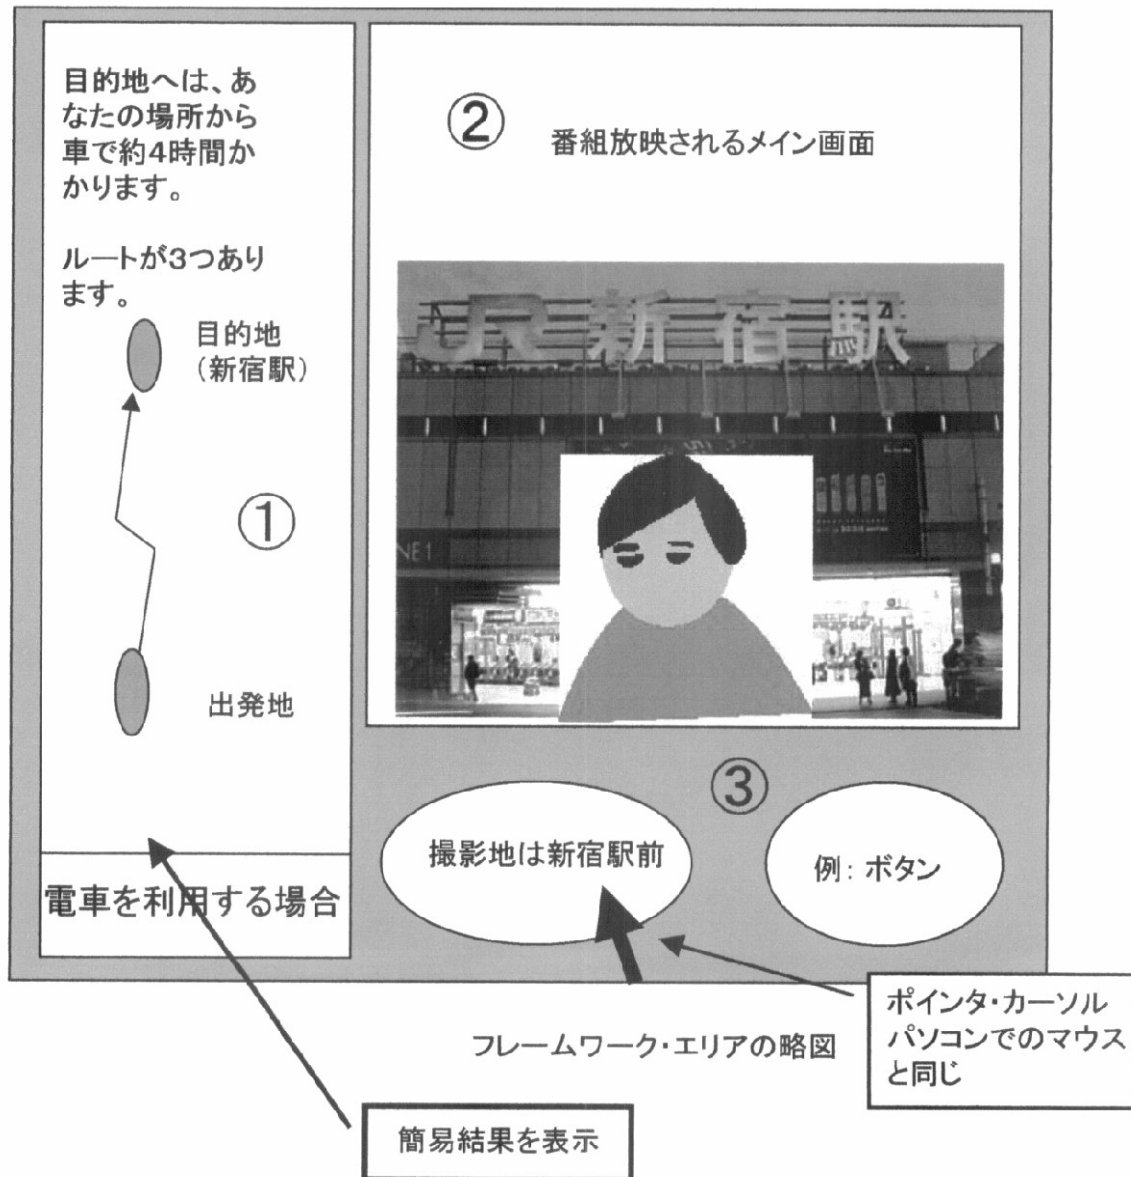 目的地へは、あ
なたの場所から
車で約4時間か
かります。
ルートが3つあり
ます。
目的地
(新宿駅)
①
出発地
電車を利用する場合
②
番組放映されるメイン画面
JR新宿駅
NE1
③
撮影地は新宿駅前
例: ボタン
フレームワーク・エリアの略図
ポインタ・カーソル
パソコンでのマウス
と同じ
簡易結果を表示